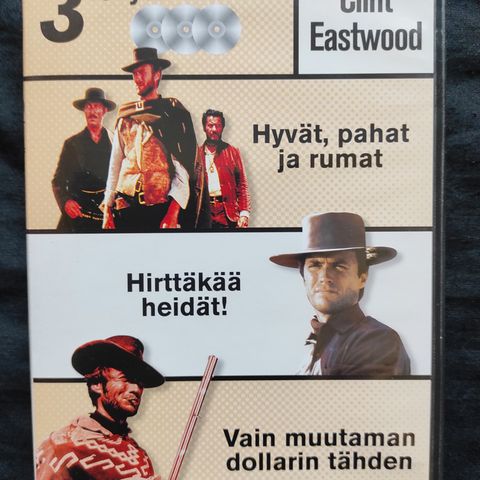 3
Clint
Eastwood
Hyvät, pahat
ja rumat
Hirttäkää
heidät!
Vain muutaman
dollarin tähden